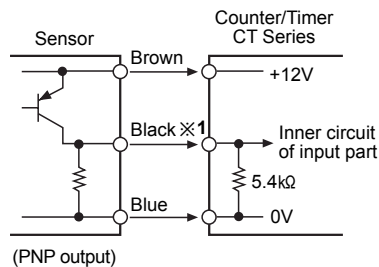 Counter/Timer
CT Series
Sensor
Brown
+12V
Black ※1
Inner circuit
of input part
5.4kΩ
Blue
0V
(PNP output)